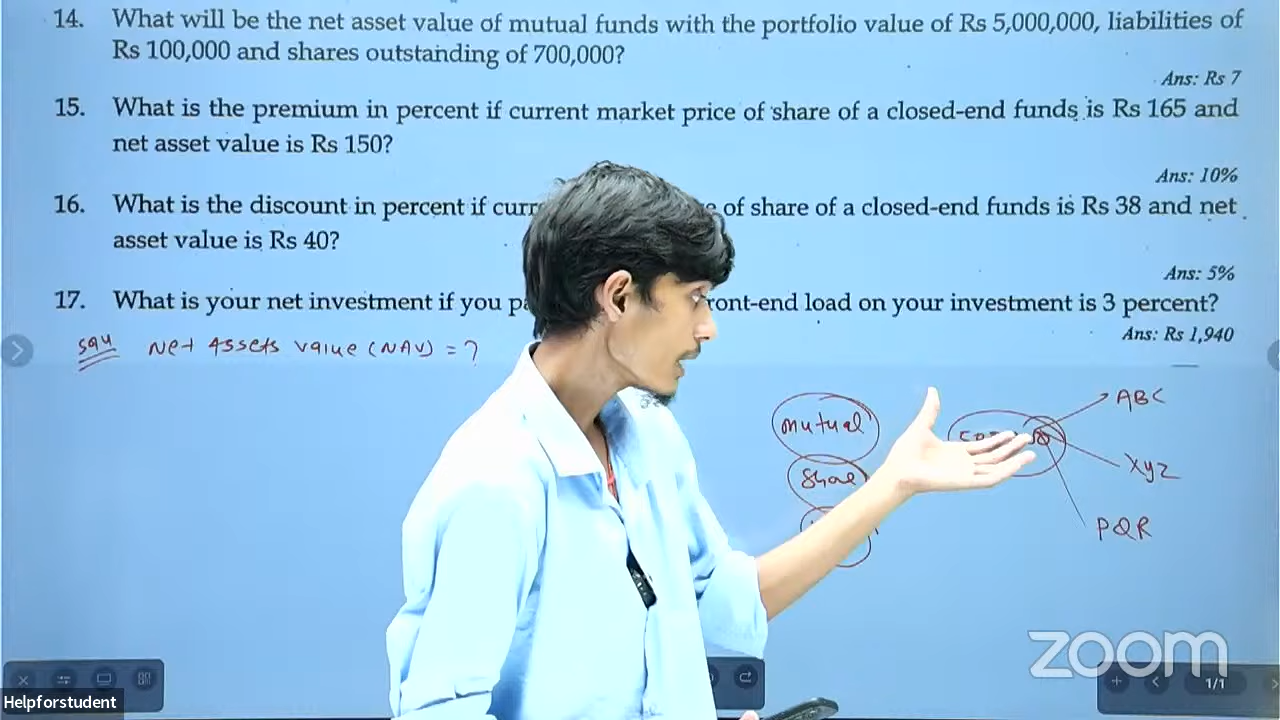 14. What will be the net asset value of mutual funds with the portfolio value of Rs 5,000,000, liabilities of
Rs 100,000 and shares outstanding of 700,000?
Ans: Rs 7
15. What is the premium in percent if current market price of share of a closed-end funds is Rs 165 and
net asset value is Rs 150?
Ans: 10%
16. What is the discount in percent if curr of share of a closed-end funds is Rs 38 and net
asset value is Rs 40?
Ans: 5%
17. What is your net investment if you p ront-end load on your investment is 3 percent?
Ans: Rs 1,940
Net Assets value (NAV) = ?
ABC
mutual
XYZ
PQR
zoom
1/1
Helpforstudent